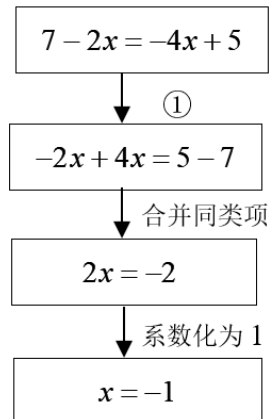 7 − 2x = −4x + 5
①
−2x + 4x = 5 − 7
合并同类项
2x = −2
系数化为 1
x = −1